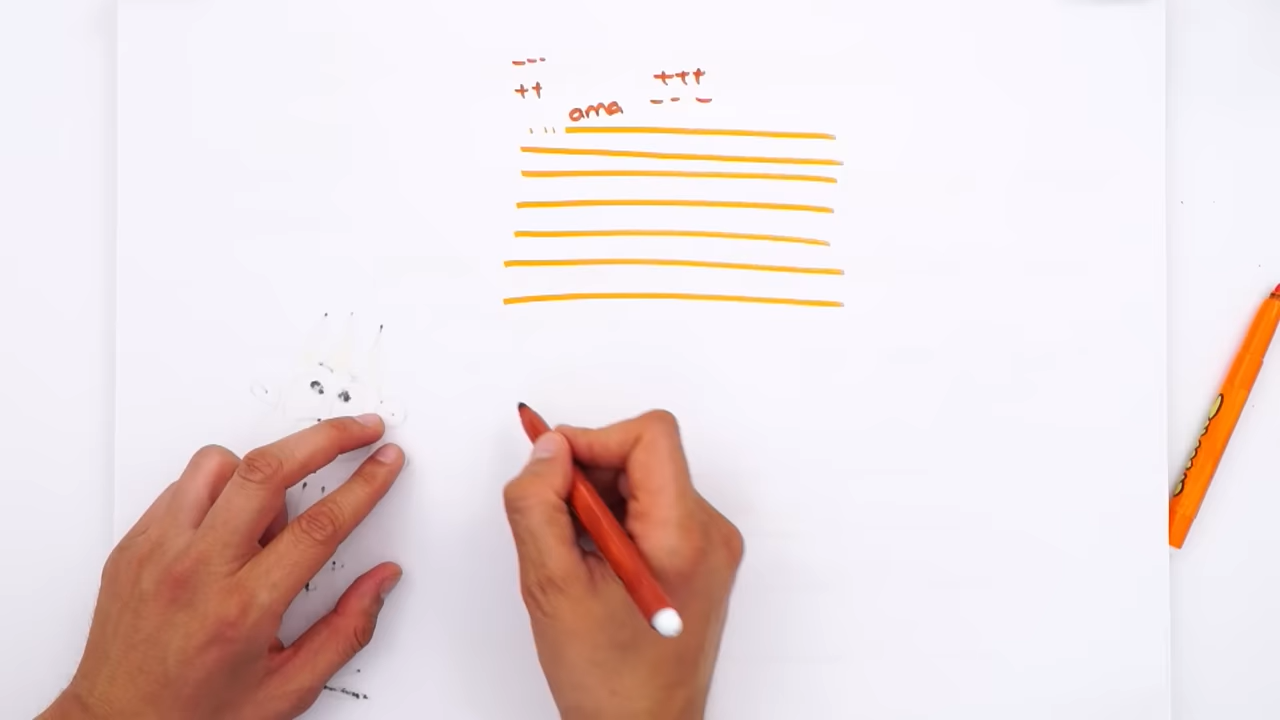 ---
++ +++
ama ---